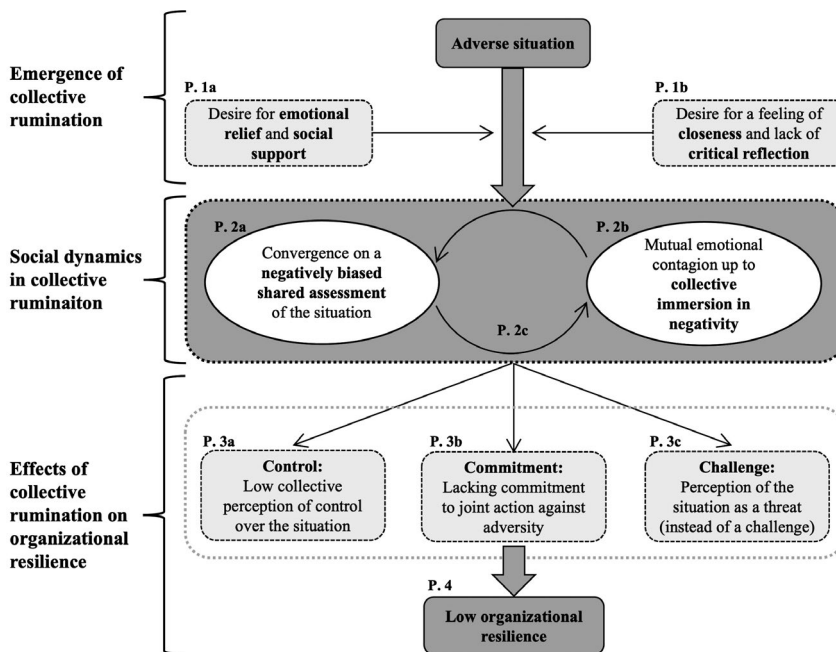 Adverse situation
Emergence of
collective
rumination
P. 1a
Desire for emotional
relief and social
support
P. 1b
Desire for a feeling of
closeness and lack of
critical reflection
Social dynamics
in collective
ruminaiton
P. 2a
Convergence on a
negatively biased
shared assessment
of the situation
P. 2b
Mutual emotional
contagion up to
collective
immersion in
negativity
P. 2c
Effects of
collective
rumination on
organizational
resilience
P. 3a
Control:
Low collective
perception of control
over the situation
P. 3b
Commitment:
Lacking commitment
to joint action against
adversity
P. 3c
Challenge:
Perception of the
situation as a threat
(instead of a challenge)
P. 4
Low organizational
resilience